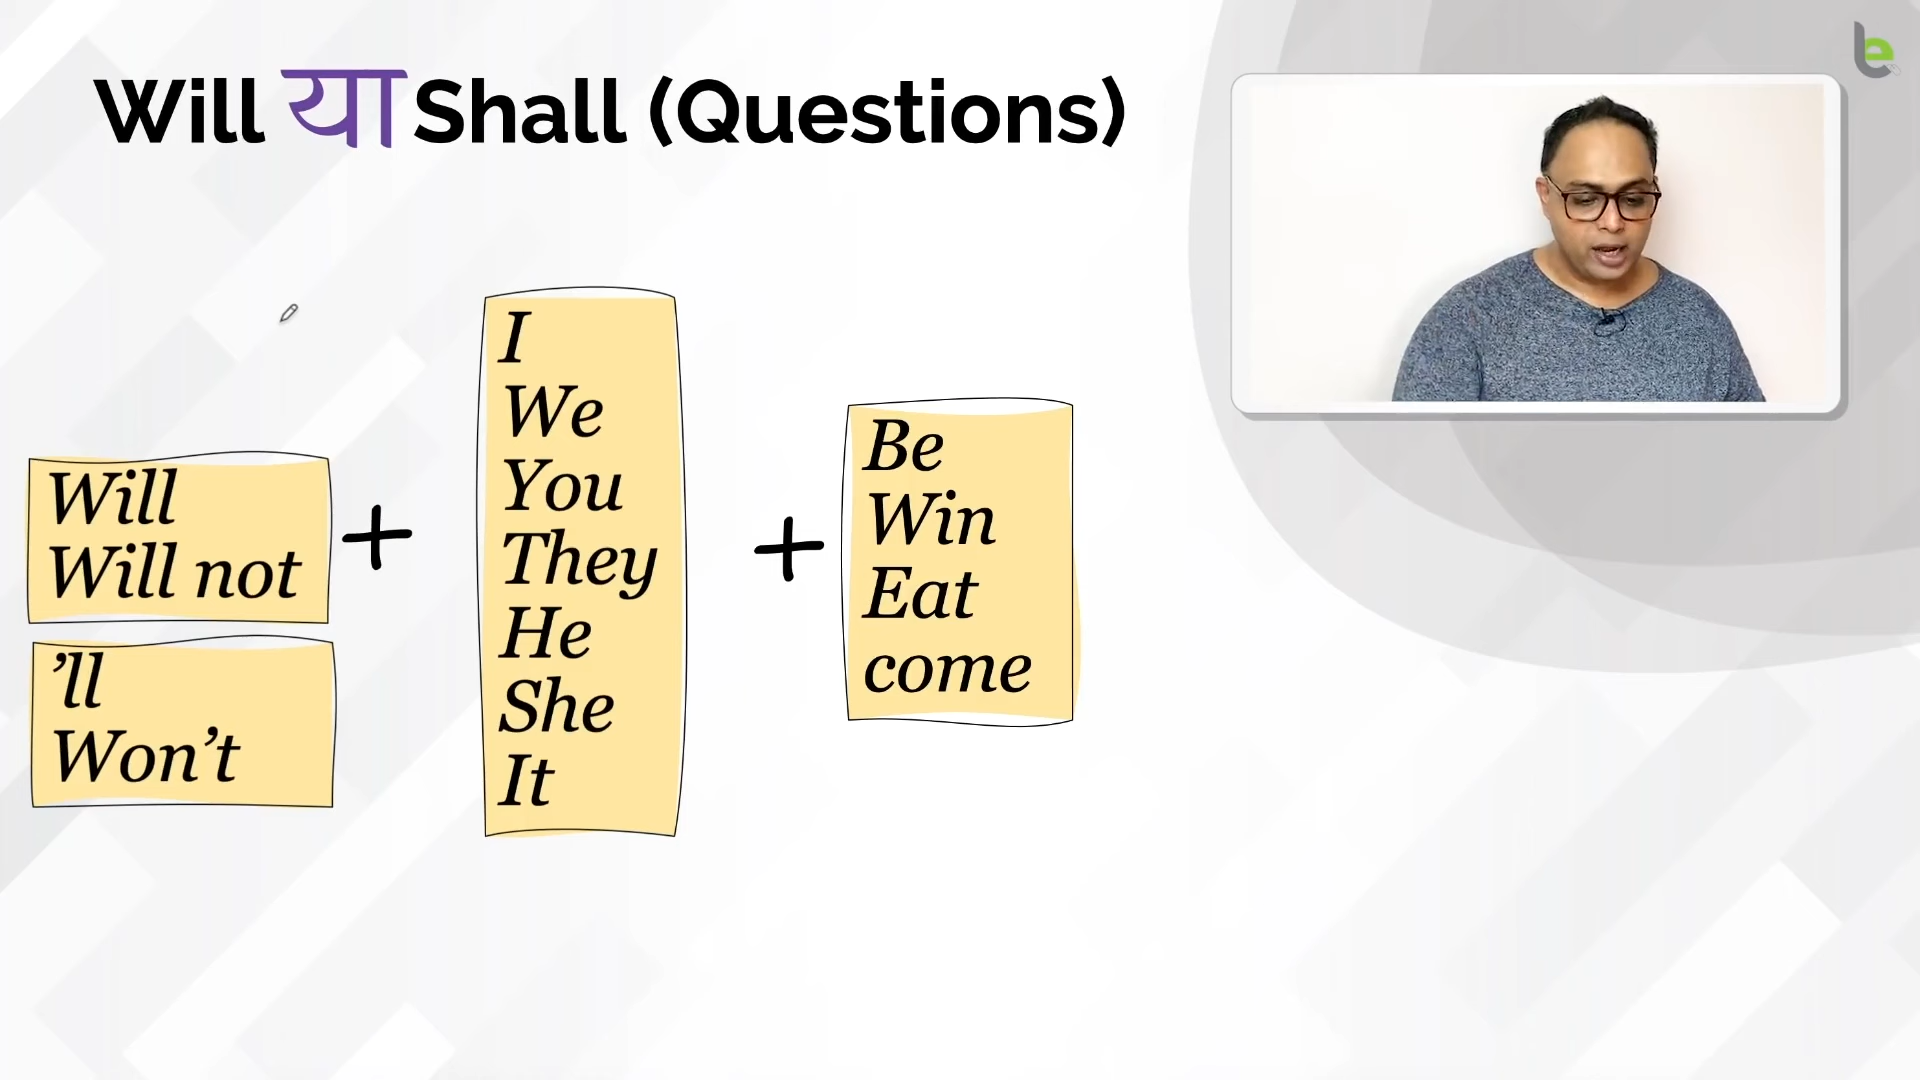 Will या Shall (Questions)
Will
Will not
’ll
Won’t
+
I
We
You
They
He
She
It
+
Be
Win
Eat
come